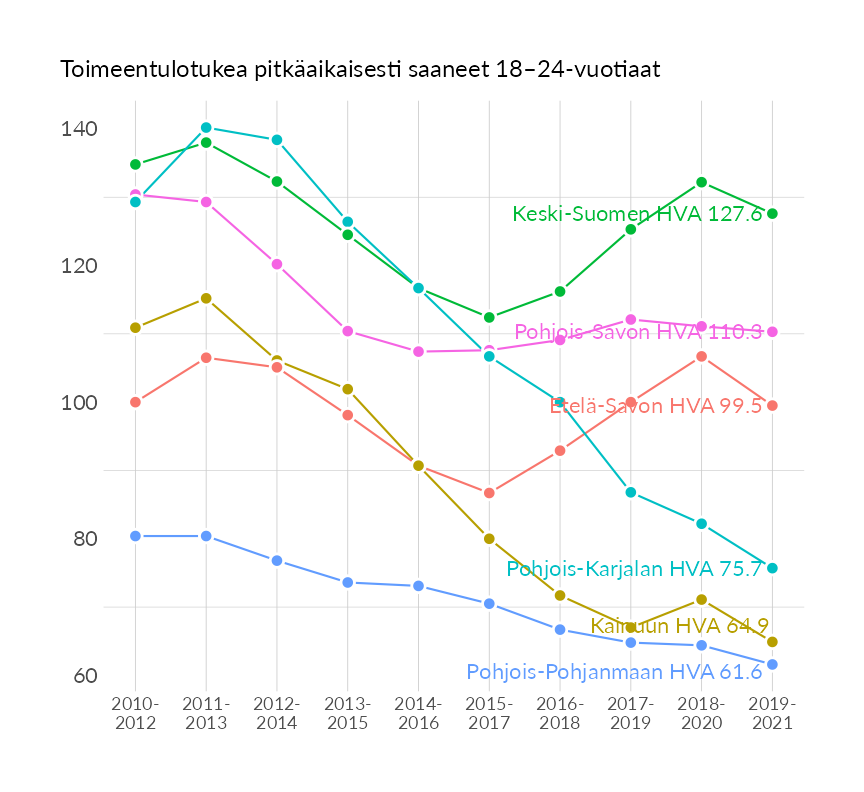 Toimeentulotukea pitkäaikaisesti saaneet 18–24-vuotiaat
140
120
100
80
60
Keski-Suomen HVA 127.6
Pohjois-Savon HVA 110.3
Etelä-Savon HVA 99.5
Pohjois-Karjalan HVA 75.7
Kainuun HVA 64.9
Pohjois-Pohjanmaan HVA 61.6
2010- 2011- 2012- 2013- 2014- 2015- 2016- 2017- 2018- 2019-
2012 2013 2014 2015 2016 2017 2018 2019 2020 2021